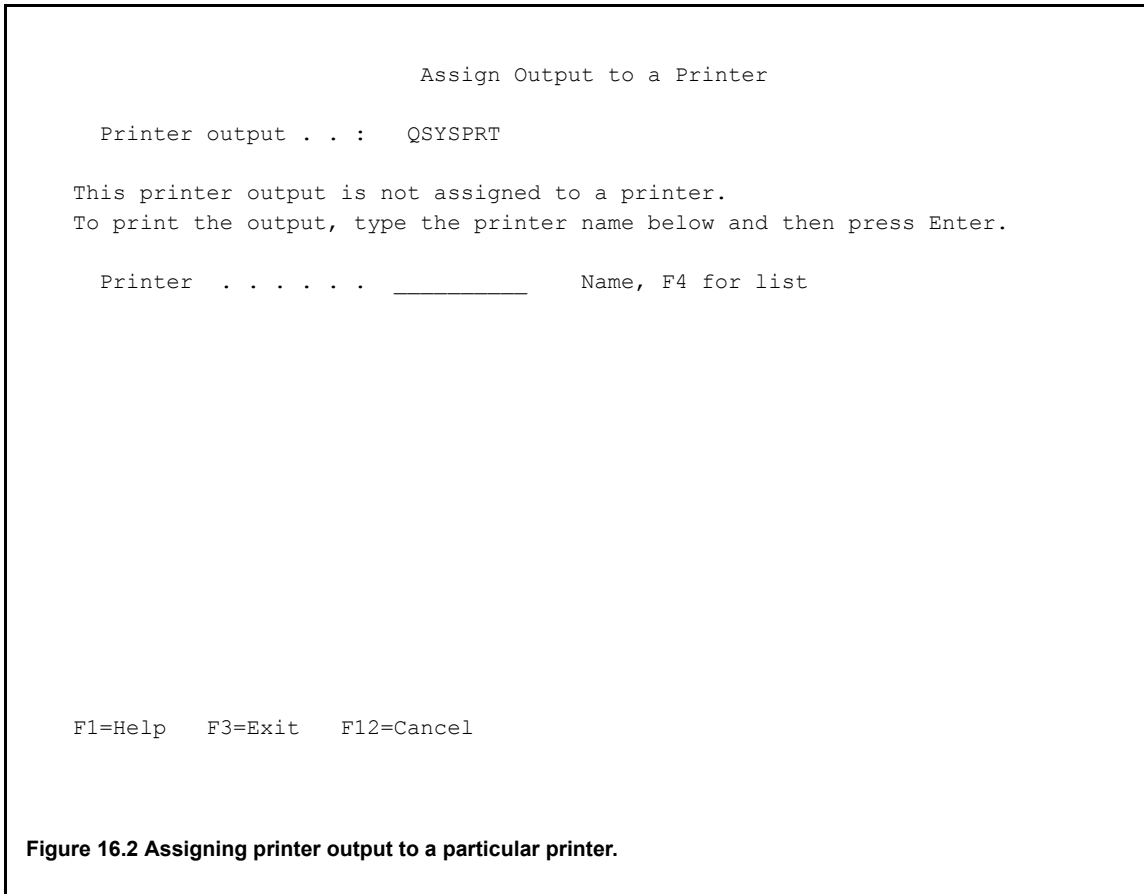 Assign Output to a Printer
Printer output . . :   QSYSPRT
This printer output is not assigned to a printer.
To print the output, type the printer name below and then press Enter.
Printer  . . . . . .  __________    Name, F4 for list
F1=Help   F3=Exit   F12=Cancel
Figure 16.2 Assigning printer output to a particular printer.